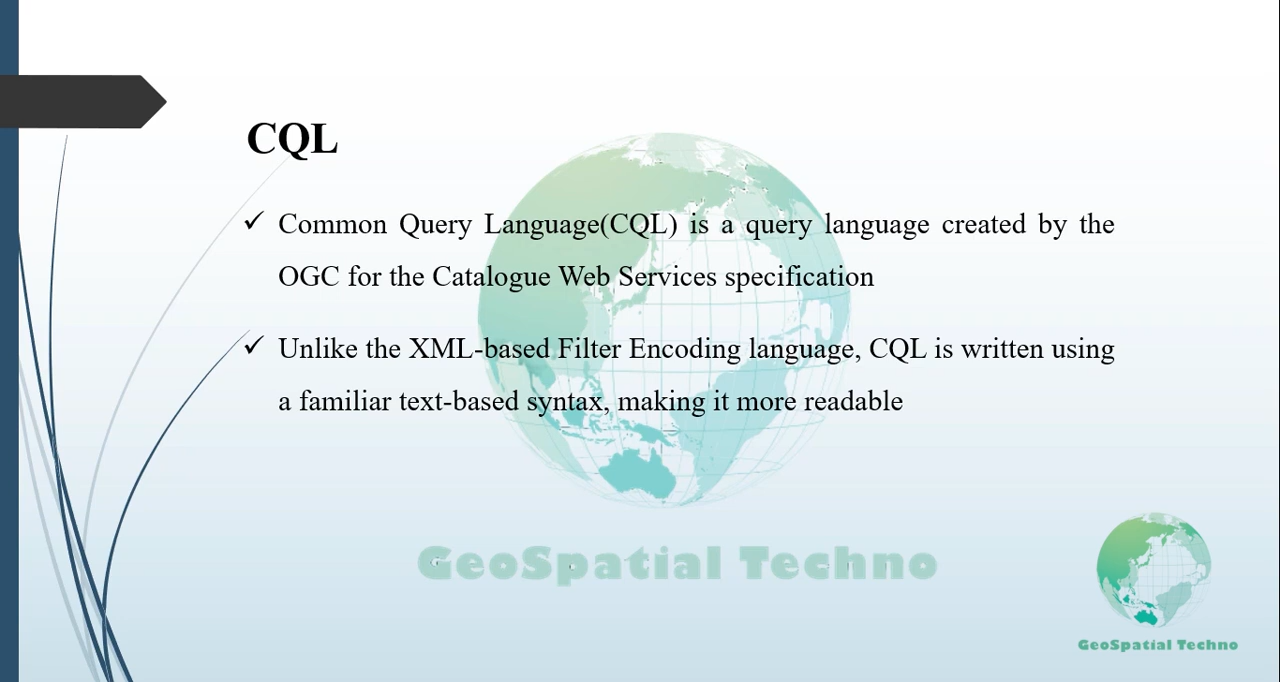 CQL
✓ Common Query Language(CQL) is a query language created by the
OGC for the Catalogue Web Services specification
✓ Unlike the XML-based Filter Encoding language, CQL is written using
a familiar text-based syntax, making it more readable
GeoSpatial Techno
GeoSpatial Techno